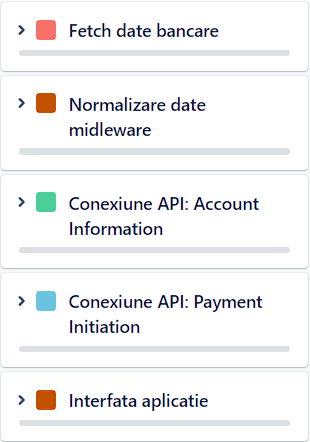 Fetch date bancare
Normalizare date
midleware
Conexiune API: Account
Information
Conexiune API: Payment
Initiation
Interfata aplicatie